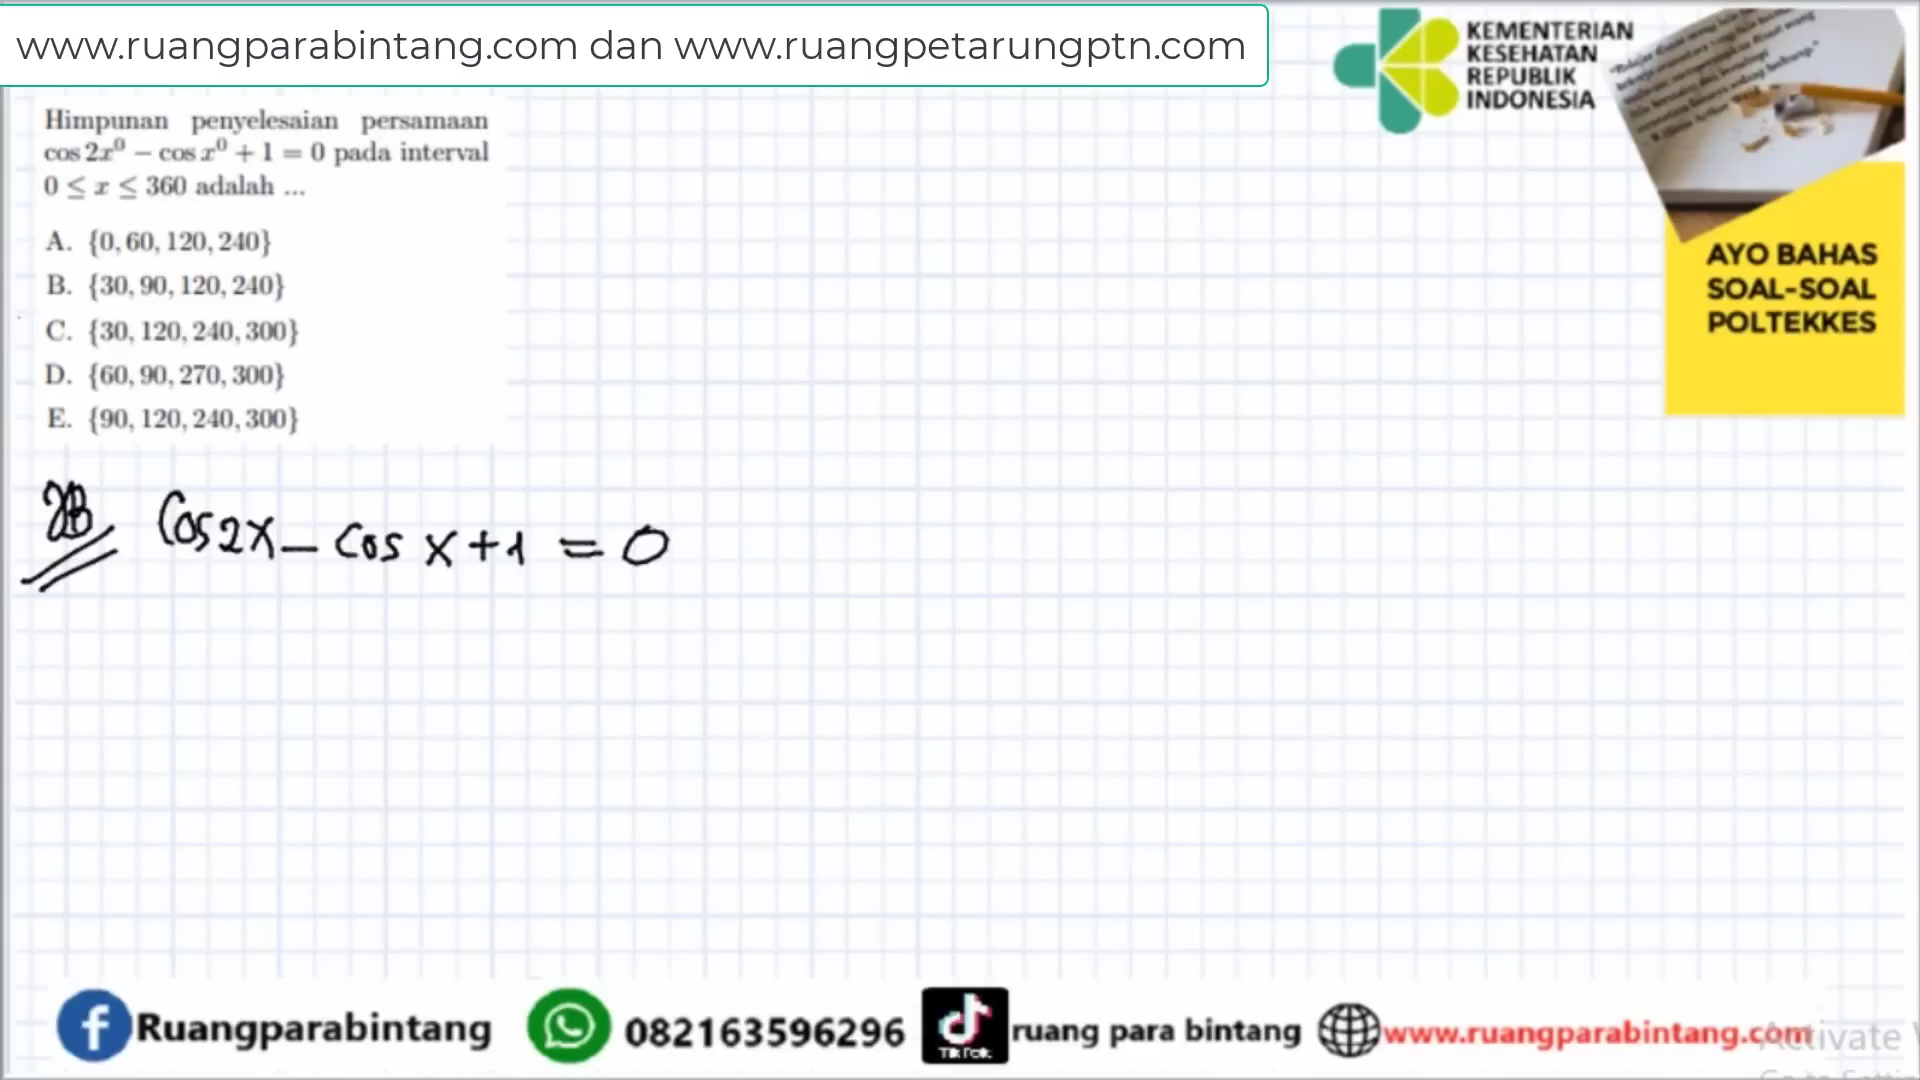 www.ruangparabintang.com dan www.ruangpetarungptn.com
KEMENTERIAN
KESEHATAN
REPUBLIK
INDONESIA
Himpunan penyelesaian persamaan
cos 2x⁰ − cos x⁰ + 1 = 0 pada interval
0 ≤ x ≤ 360 adalah ...
A. {0, 60, 120, 240}
B. {30, 90, 120, 240}
C. {30, 120, 240, 300}
D. {60, 90, 270, 300}
E. {90, 120, 240, 300}
AYO BAHAS
SOAL-SOAL
POLTEKKES
Cos 2x − cos x + 1 = 0
Ruangparabintang
082163596296
TikTok
ruang para bintang
www.ruangparabintang.com
Activate